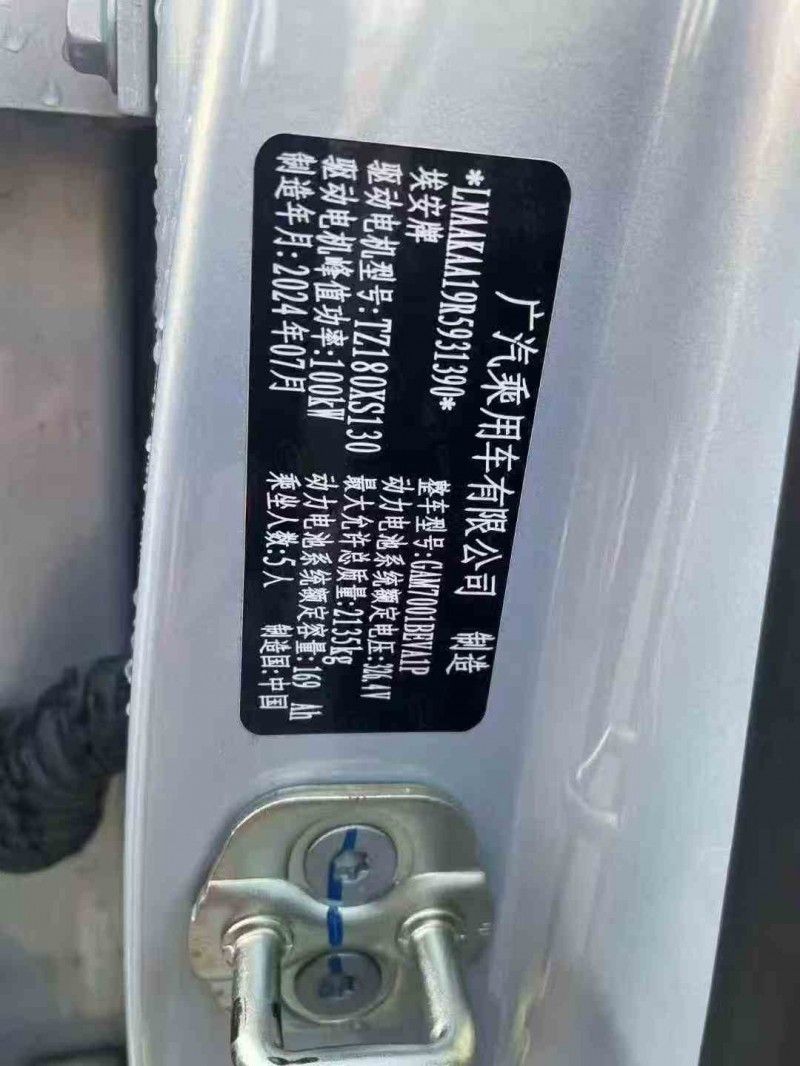 广汽乘用车有限公司 制造
*LNAAKAA19R5931390*
埃安牌 整车型号:GAM7001BEVA1P
驱动电机型号:TZ180XS130 动力电池系统额定电压:326.4V
驱动电机峰值功率:100kW 最大允许总质量:2135kg
制造年月:2024年07月 动力电池系统额定容量:169 Ah
乘坐人数:5人 制造国:中国